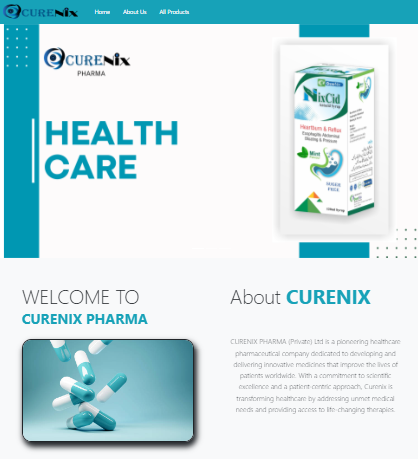 CURENIX
Home
About Us
All Products
CURENIX
PHARMA
HEALTH
CARE
NixCid
Heartburn & Reflux
Mint
SUGAR
FREE
WELCOME TO
CURENIX PHARMA
About CURENIX
CURENIX PHARMA (Private) Ltd is a pioneering healthcare
pharmaceutical company dedicated to developing and
delivering innovative medicines that improve the lives of
patients worldwide. With a commitment to scientific
excellence and a patient-centric approach, Curenix is
transforming healthcare by addressing unmet medical
needs and providing access to life-changing therapies.